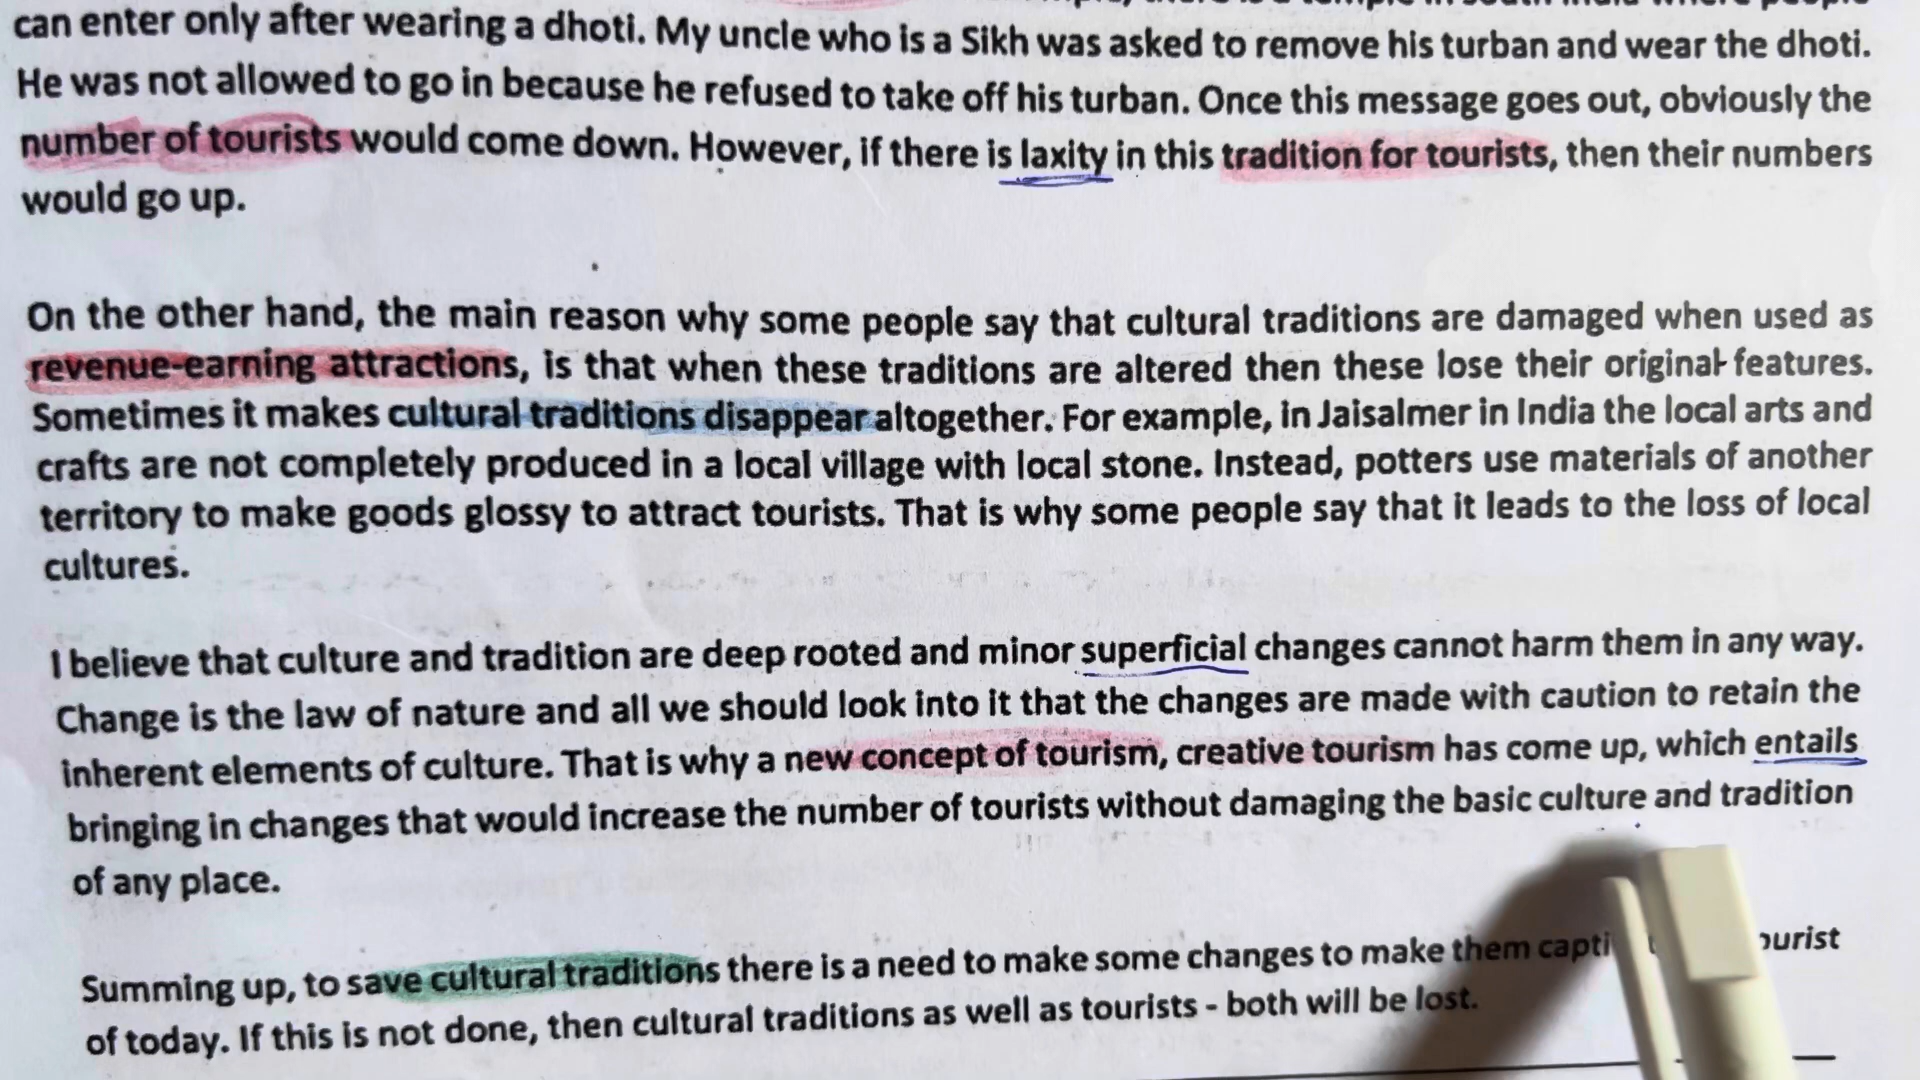 can enter only after wearing a dhoti. My uncle who is a Sikh was asked to remove his turban and wear the dhoti.
He was not allowed to go in because he refused to take off his turban. Once this message goes out, obviously the
number of tourists would come down. However, if there is laxity in this tradition for tourists, then their numbers
would go up.
On the other hand, the main reason why some people say that cultural traditions are damaged when used as
revenue-earning attractions, is that when these traditions are altered then these lose their original features.
Sometimes it makes cultural traditions disappear altogether. For example, in Jaisalmer in India the local arts and
crafts are not completely produced in a local village with local stone. Instead, potters use materials of another
territory to make goods glossy to attract tourists. That is why some people say that it leads to the loss of local
cultures.
I believe that culture and tradition are deep rooted and minor superficial changes cannot harm them in any way.
Change is the law of nature and all we should look into it that the changes are made with caution to retain the
inherent elements of culture. That is why a new concept of tourism, creative tourism has come up, which entails
bringing in changes that would increase the number of tourists without damaging the basic culture and tradition
of any place.
Summing up, to save cultural traditions there is a need to make some changes to make them
of today. If this is not done, then cultural traditions as well as tourists - both will be lost.